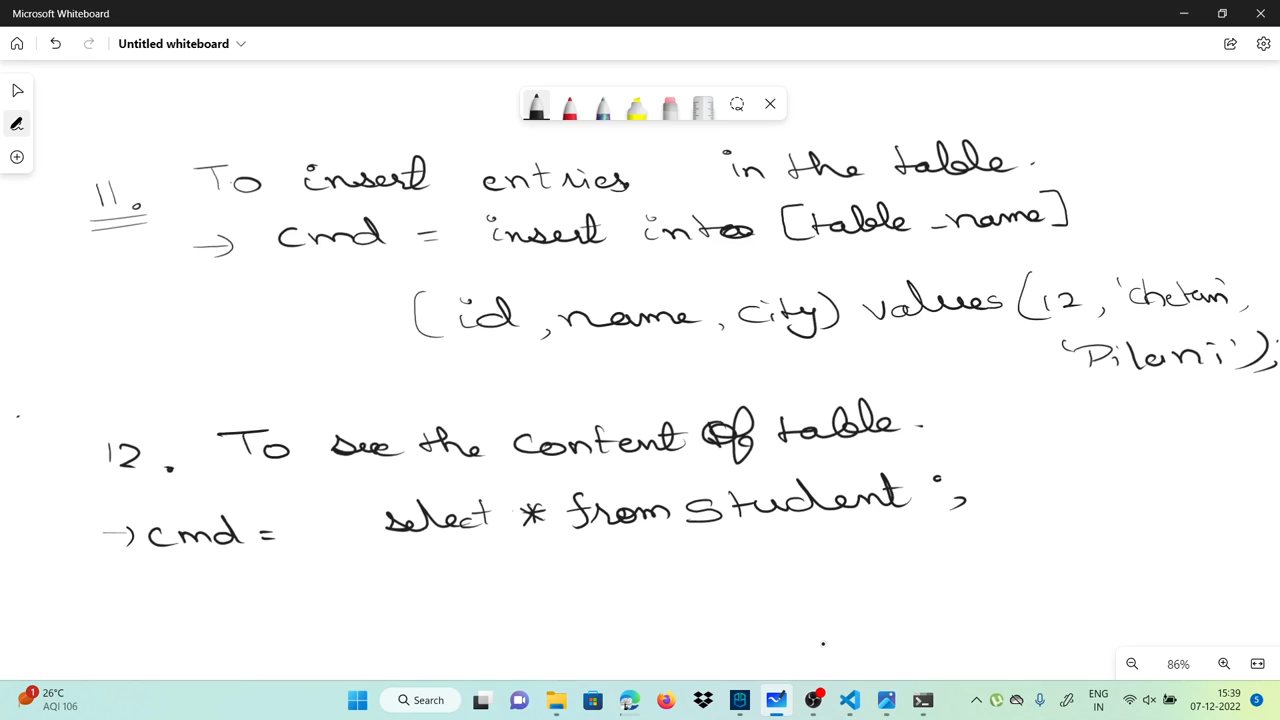 Microsoft Whiteboard
Untitled whiteboard
11. To insert entries in the table.
→ cmd = insert into [table_name]
(id, name, city) values (12, 'chetan',
'Pilani');
12. To see the content of table.
→ cmd = select * from student ;
86%
1
26°C
AQI 106
Search
ENG
IN
15:39
07-12-2022
5